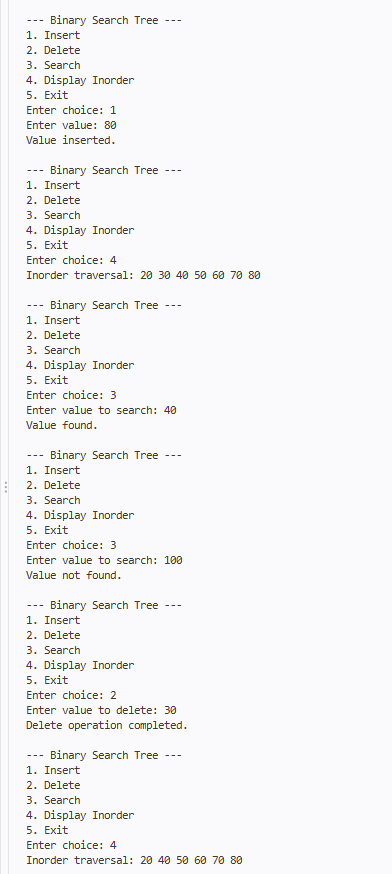 --- Binary Search Tree ---
1. Insert
2. Delete
3. Search
4. Display Inorder
5. Exit
Enter choice: 1
Enter value: 80
Value inserted.
--- Binary Search Tree ---
1. Insert
2. Delete
3. Search
4. Display Inorder
5. Exit
Enter choice: 4
Inorder traversal: 20 30 40 50 60 70 80
--- Binary Search Tree ---
1. Insert
2. Delete
3. Search
4. Display Inorder
5. Exit
Enter choice: 3
Enter value to search: 40
Value found.
--- Binary Search Tree ---
1. Insert
2. Delete
3. Search
4. Display Inorder
5. Exit
Enter choice: 3
Enter value to search: 100
Value not found.
--- Binary Search Tree ---
1. Insert
2. Delete
3. Search
4. Display Inorder
5. Exit
Enter choice: 2
Enter value to delete: 30
Delete operation completed.
--- Binary Search Tree ---
1. Insert
2. Delete
3. Search
4. Display Inorder
5. Exit
Enter choice: 4
Inorder traversal: 20 40 50 60 70 80